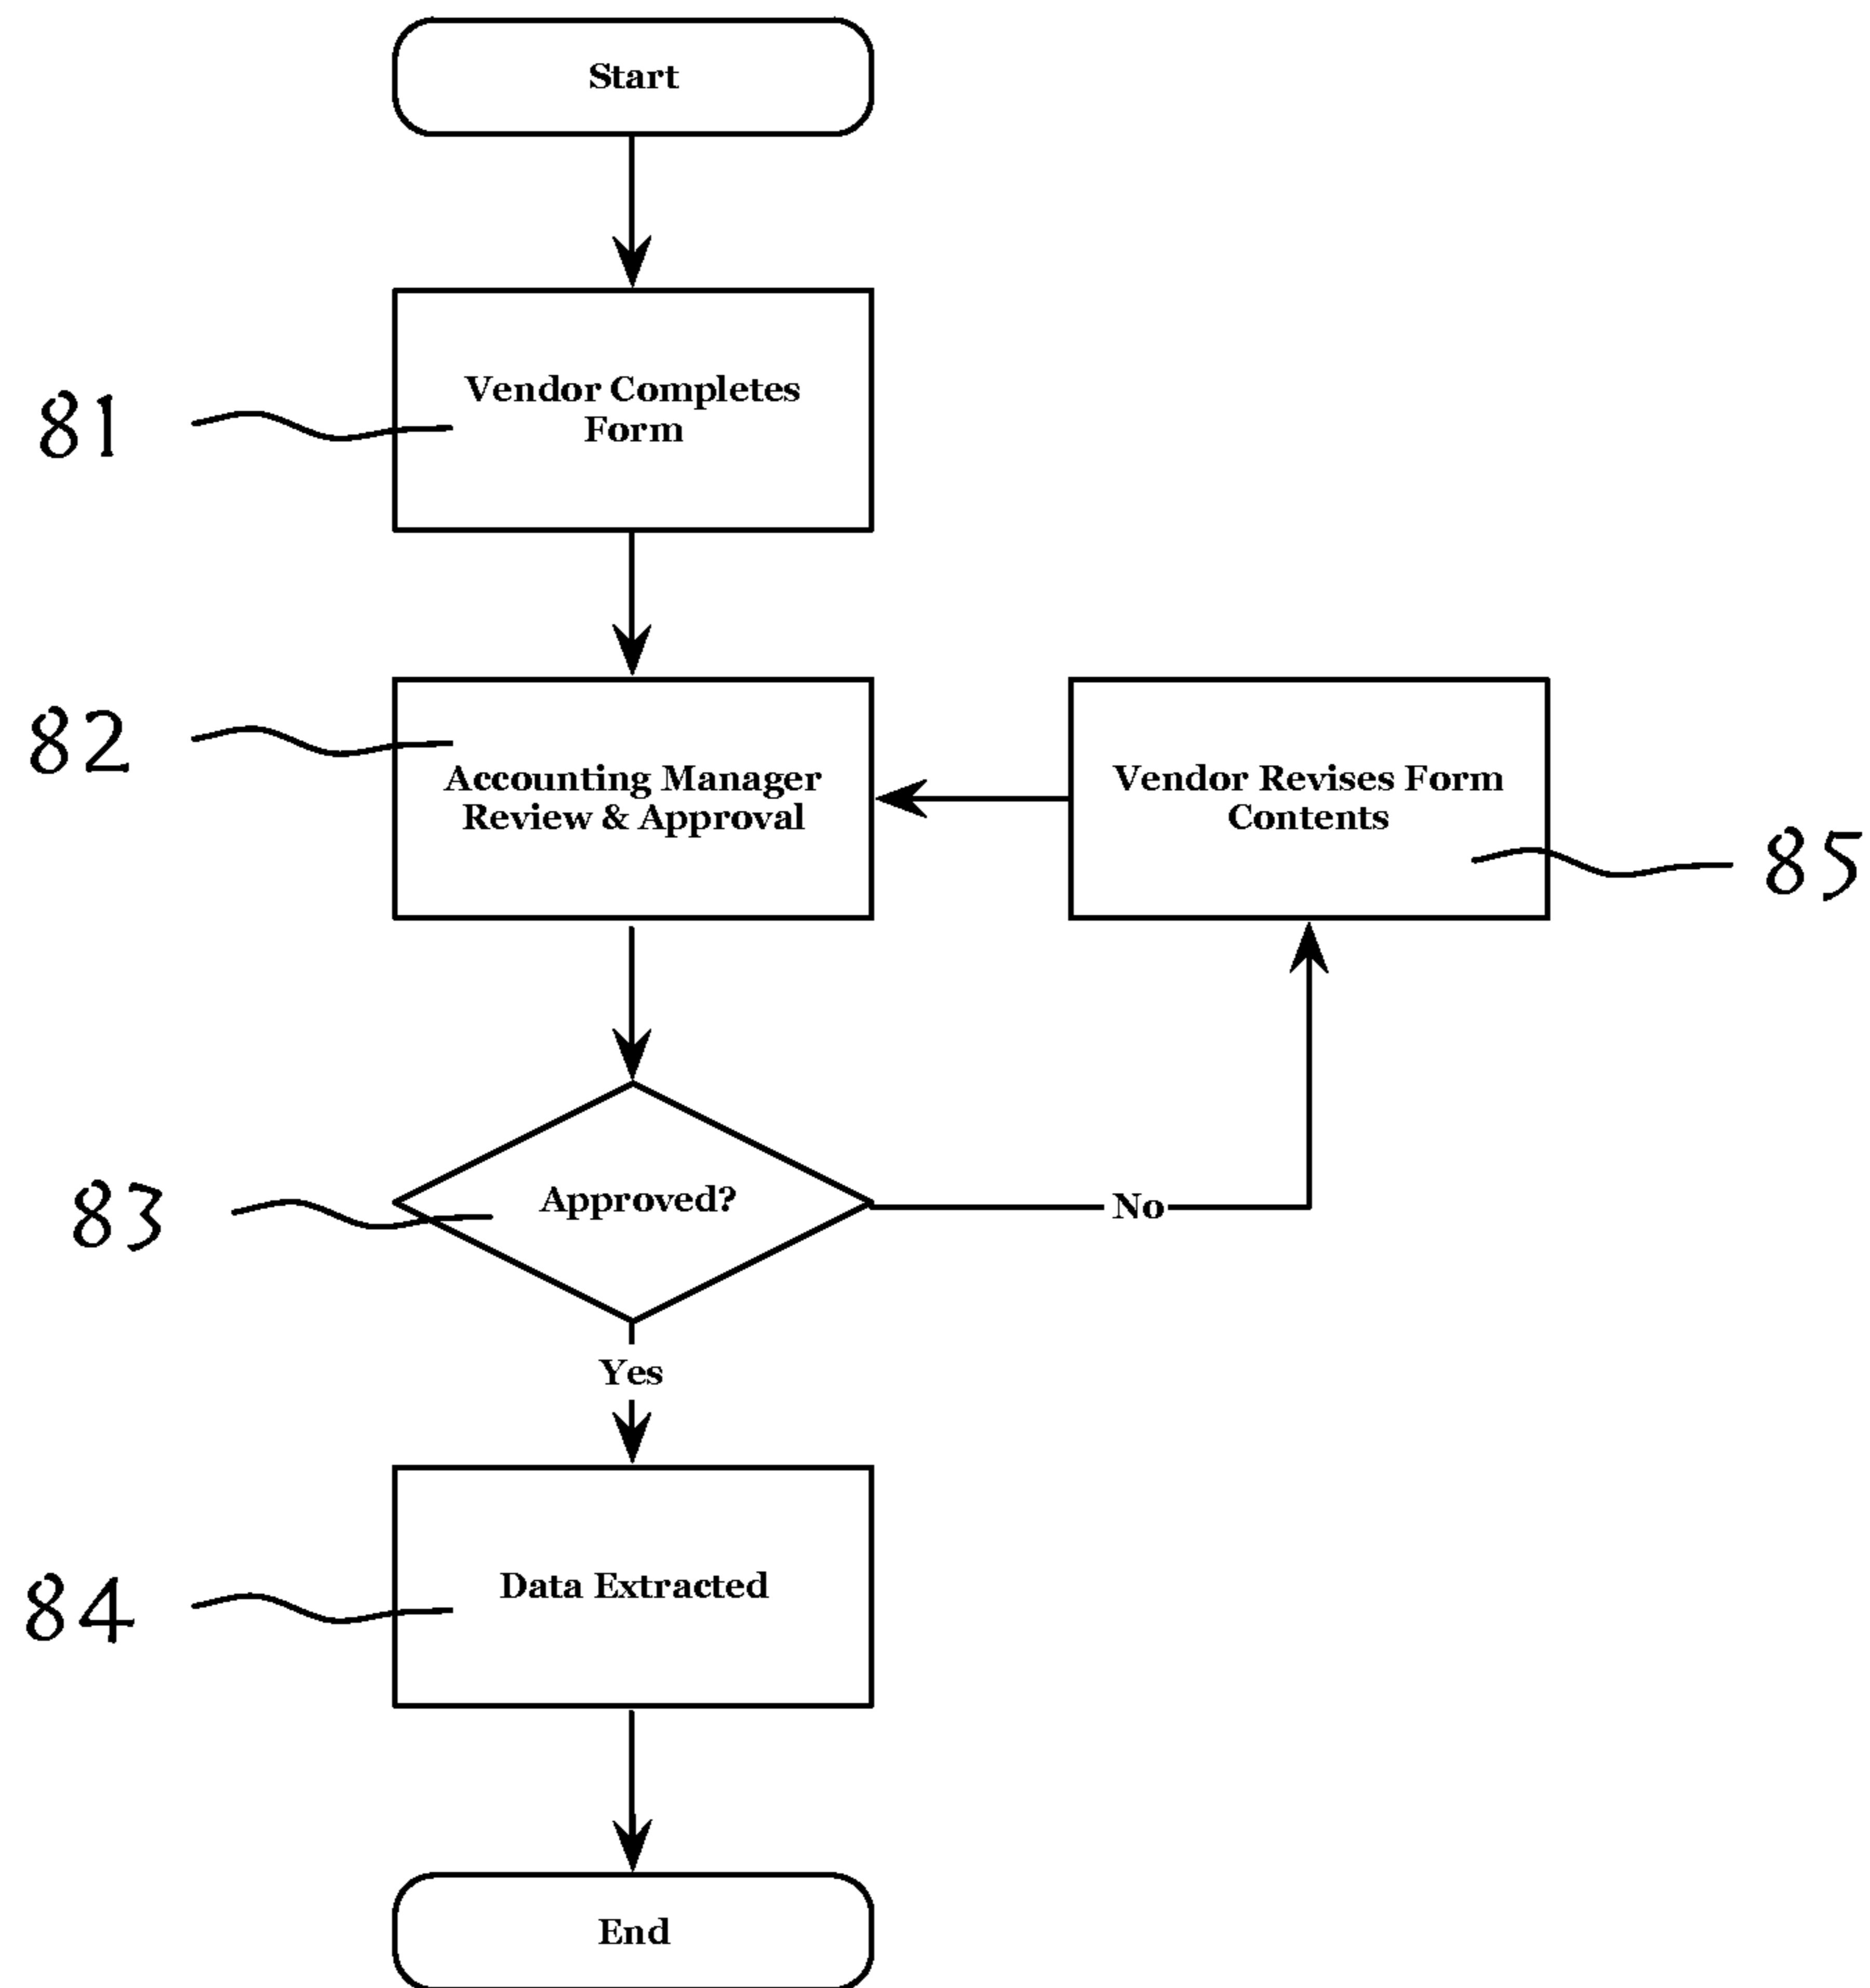 Start
81
Vendor Completes
Form
82
Accounting Manager
Review & Approval
Vendor Revises Form
Contents
85
83
Approved?
No
Yes
84
Data Extracted
End